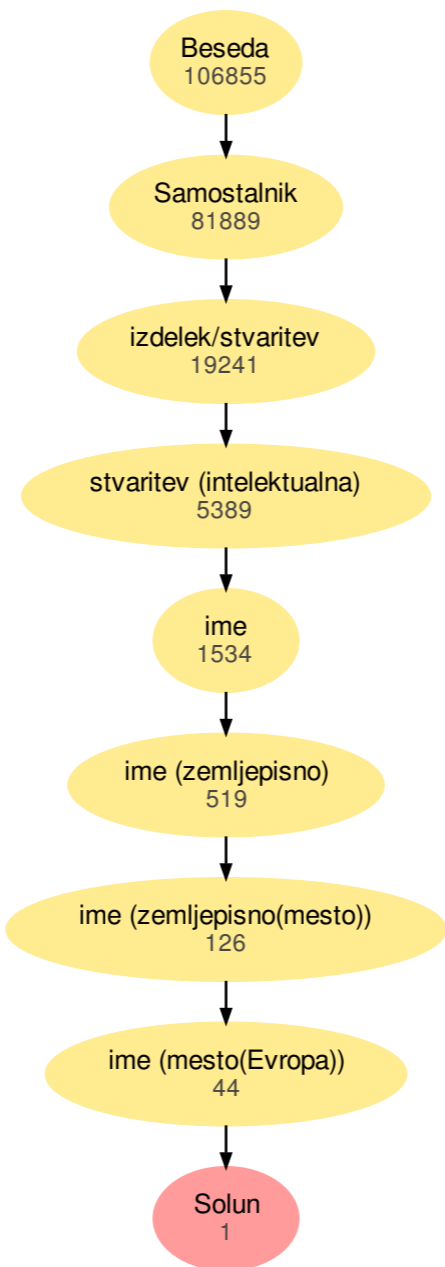 Beseda
106855
Samostalnik
81889
izdelek/stvaritev
19241
stvaritev (intelektualna)
5389
ime
1534
ime (zemljepisno)
519
ime (zemljepisno(mesto))
126
ime (mesto(Evropa))
44
Solun
1